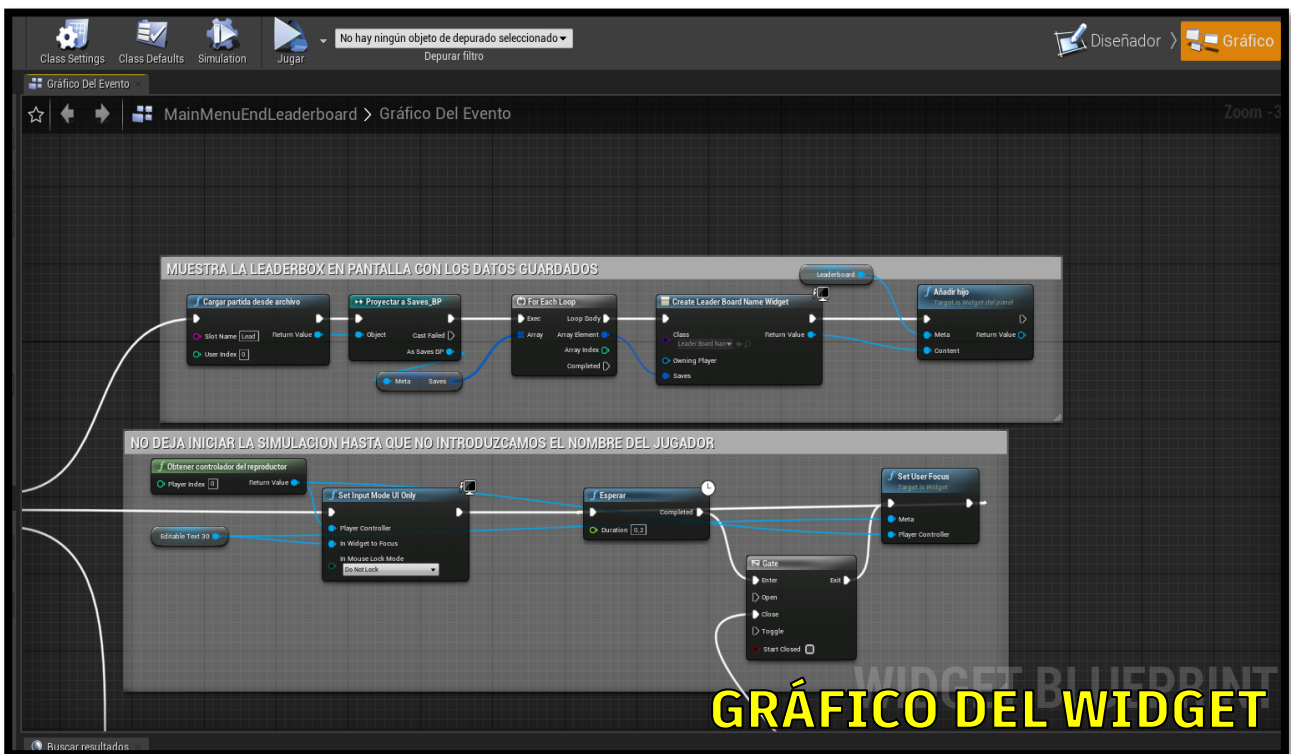 No hay ningún objeto de depurado seleccionado
Class Settings Class Defaults Simulation Jugar Depurar filtro
Diseñador Gráfico
Gráfico Del Evento
MainMenuEndLeaderboard > Gráfico Del Evento
Zoom -3
MUESTRA LA LEADERBOX EN PANTALLA CON LOS DATOS GUARDADOS
Leaderboard
Cargar partida desde archivo
Slot Name Lead Return Value
User Index 0
Proyectar a Saves_BP
Object Cast Failed
As Saves BP
Meta Saves
For Each Loop
Exec Loop Body
Array Array Element
Array Index
Completed
Create Leader Board Name Widget
Class Return Value
Leader Board Nan
Owning Player
Saves
Añadir hijo
Target is Widget del panel
Meta Return Value
Content
NO DEJA INICIAR LA SIMULACION HASTA QUE NO INTRODUZCAMOS EL NOMBRE DEL JUGADOR
Obtener controlador del reproductor
Player Index 0 Return Value
Editable Text 30
Set Input Mode UI Only
Player Controller
In Widget to Focus
In Mouse Lock Mode
Do Not Lock
Esperar
Completed
Duration 0,2
Set User Focus
Target is Widget
Meta
Player Controller
Gate
Enter Exit
Open
Close
Toggle
Start Closed
WIDGET BLUEPRINT
GRÁFICO DEL WIDGET
Buscar resultados